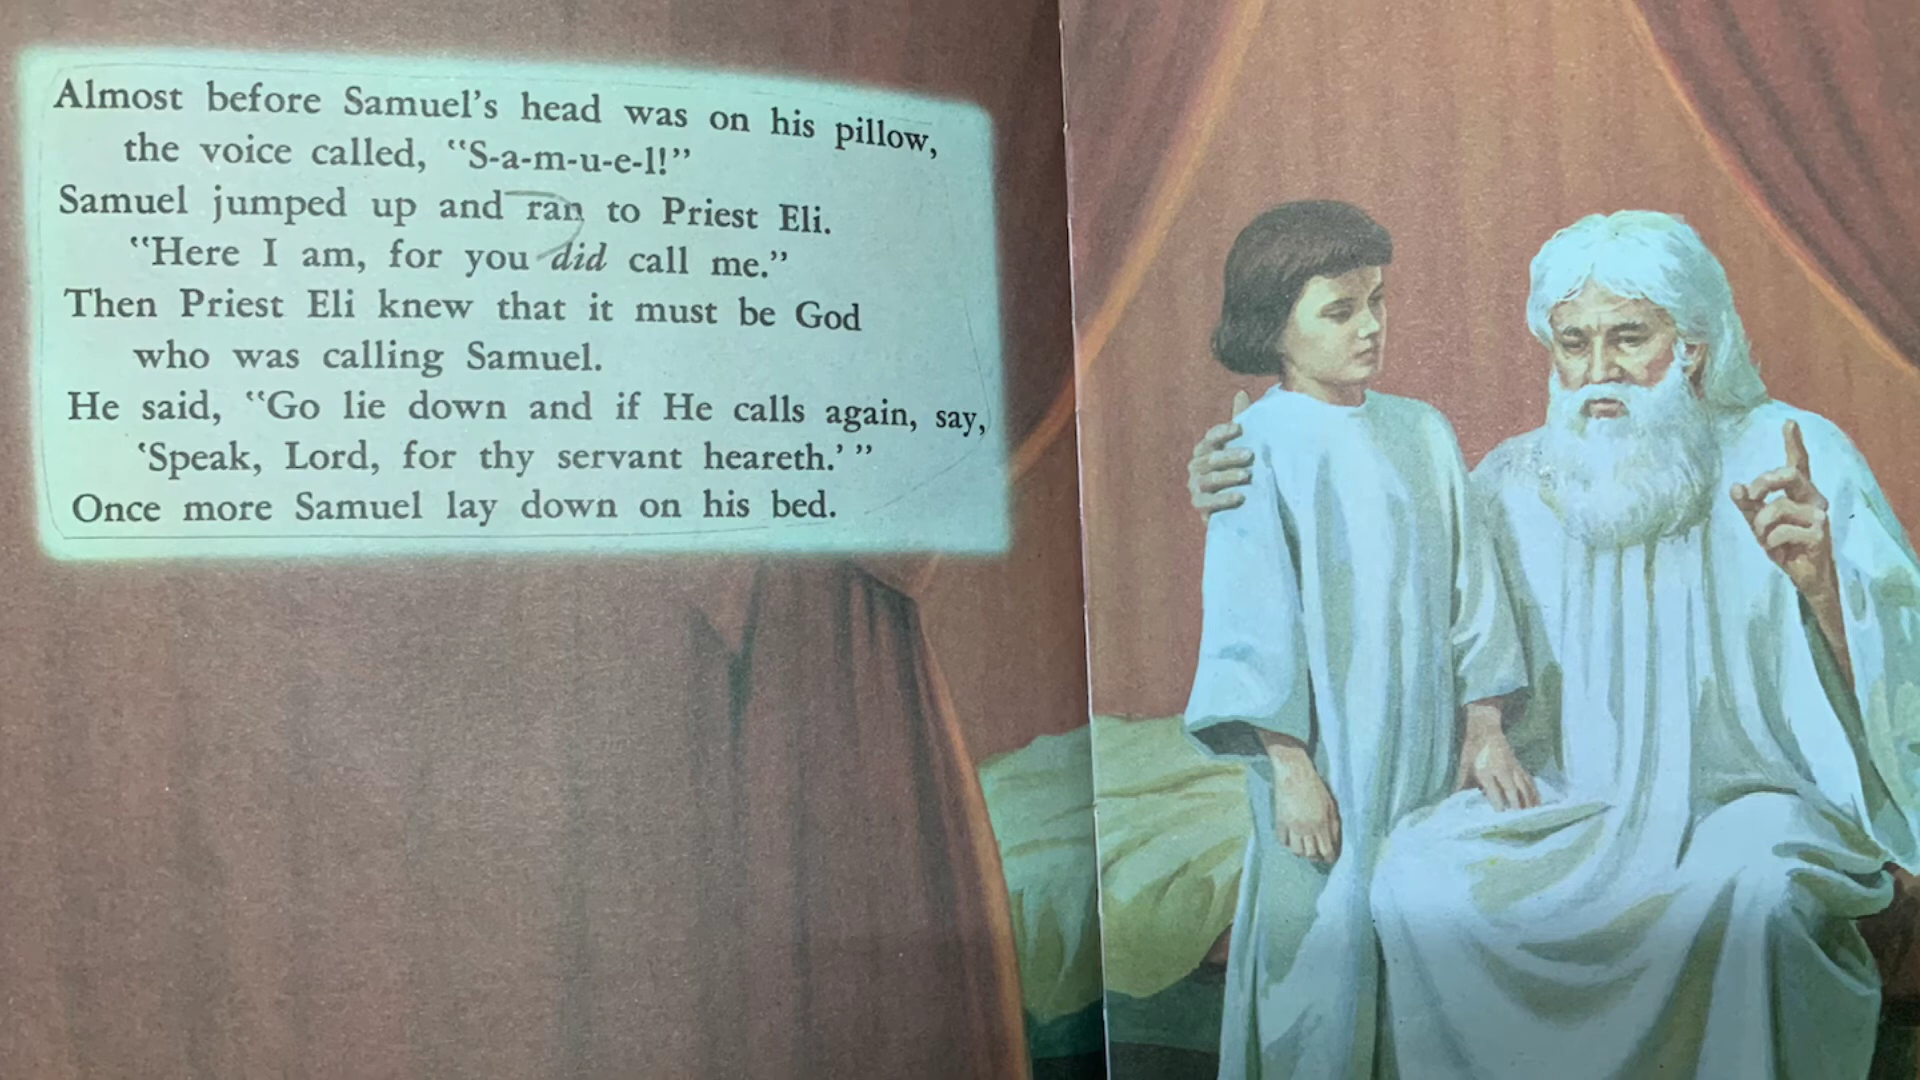 Almost before Samuel's head was on his pillow,
the voice called, "S-a-m-u-e-l!"
Samuel jumped up and ran to Priest Eli.
"Here I am, for you did call me."
Then Priest Eli knew that it must be God
who was calling Samuel.
He said, "Go lie down and if He calls again, say,
'Speak, Lord, for thy servant heareth.' "
Once more Samuel lay down on his bed.